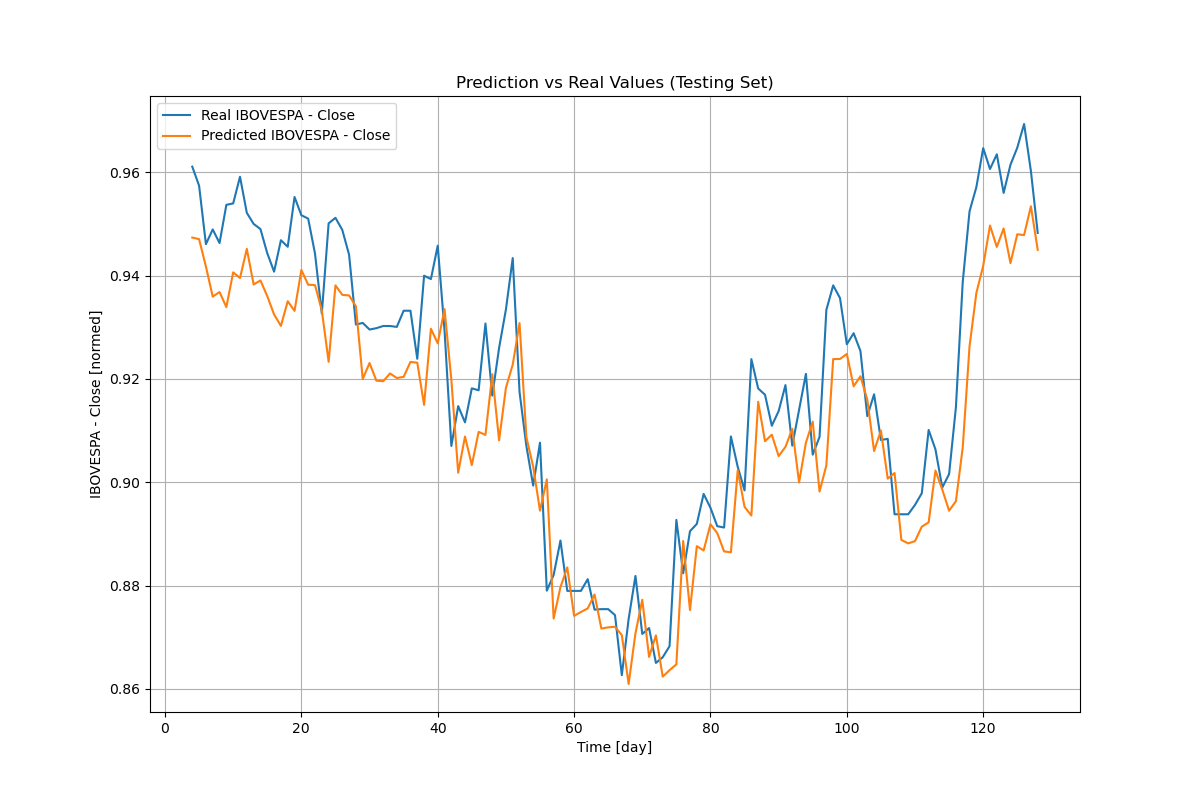 Prediction vs Real Values (Testing Set)
Real IBOVESPA - Close
Predicted IBOVESPA - Close
IBOVESPA - Close [normed]
0.96
0.94
0.92
0.90
0.88
0.86
0 20 40 60 80 100 120
Time [day]